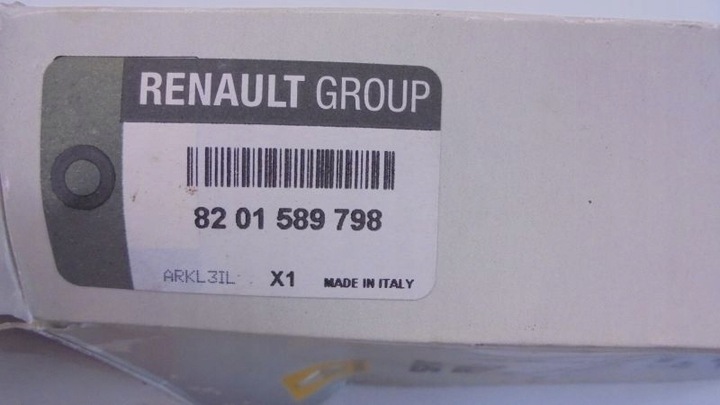 RENAULT GROUP
82 01 589 798
ARKL3IL X1 MADE IN ITALY